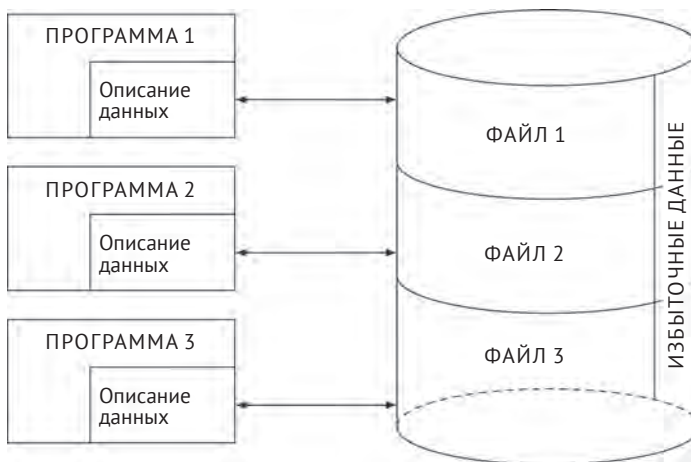 ПРОГРАММА 1
Описание
данных
ФАЙЛ 1
ПРОГРАММА 2
Описание
данных
ФАЙЛ 2
ПРОГРАММА 3
Описание
данных
ФАЙЛ 3
ИЗБЫТОЧНЫЕ ДАННЫЕ